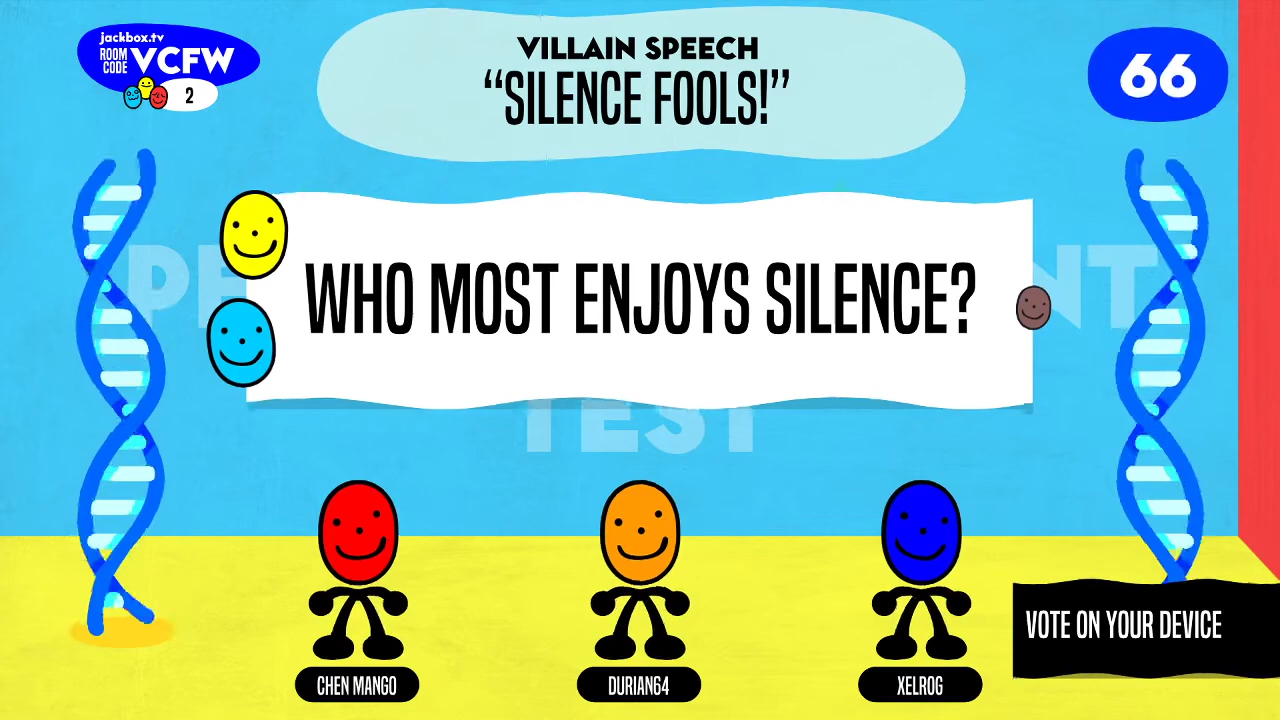 jackbox.tv
ROOM CODE VCFW
2
VILLAIN SPEECH
“SILENCE FOOLS!”
66
WHO MOST ENJOYS SILENCE?
TEST
CHEN MANGO
DURIAN64
XELROG
VOTE ON YOUR DEVICE